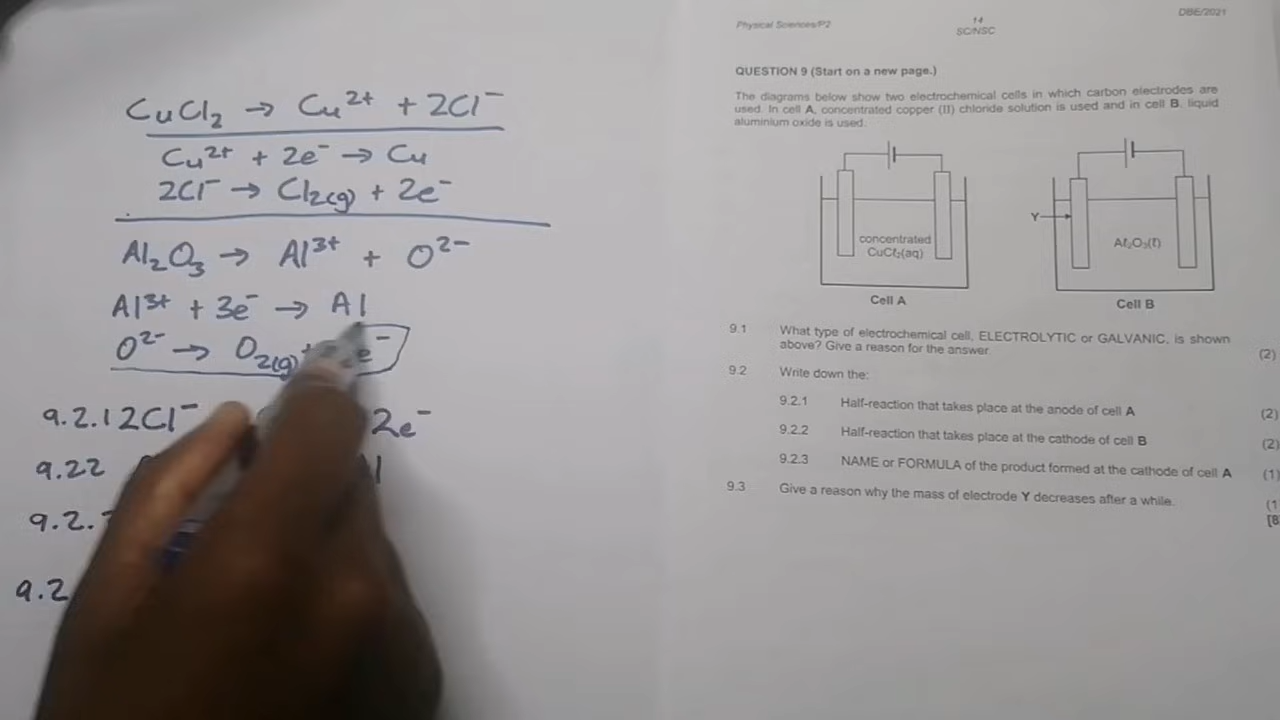 CuCl₂ → Cu²⁺ + 2Cl⁻
Cu²⁺ + 2e⁻ → Cu
2Cl⁻ → Cl₂(g) + 2e⁻
Al₂O₃ → Al³⁺ + O²⁻
Al³⁺ + 3e⁻ → Al
O²⁻ → O₂(g) + e⁻
9.2.1 2Cl⁻ 2e⁻
9.22 Al
9.2.
9.2
DBE/2021
Physical Sciences/P2
14
SC/NSC
QUESTION 9 (Start on a new page.)
The diagrams below show two electrochemical cells in which carbon electrodes are
used. In cell A, concentrated copper (II) chloride solution is used and in cell B, liquid
aluminium oxide is used.
Y
concentrated
CuCℓ₂(aq)
Aℓ₂O₃(ℓ)
Cell A
Cell B
9.1 What type of electrochemical cell, ELECTROLYTIC or GALVANIC, is shown
above? Give a reason for the answer. (2)
9.2 Write down the:
9.2.1 Half-reaction that takes place at the anode of cell A (2)
9.2.2 Half-reaction that takes place at the cathode of cell B (2)
9.2.3 NAME or FORMULA of the product formed at the cathode of cell A (1)
9.3 Give a reason why the mass of electrode Y decreases after a while. (1
[8